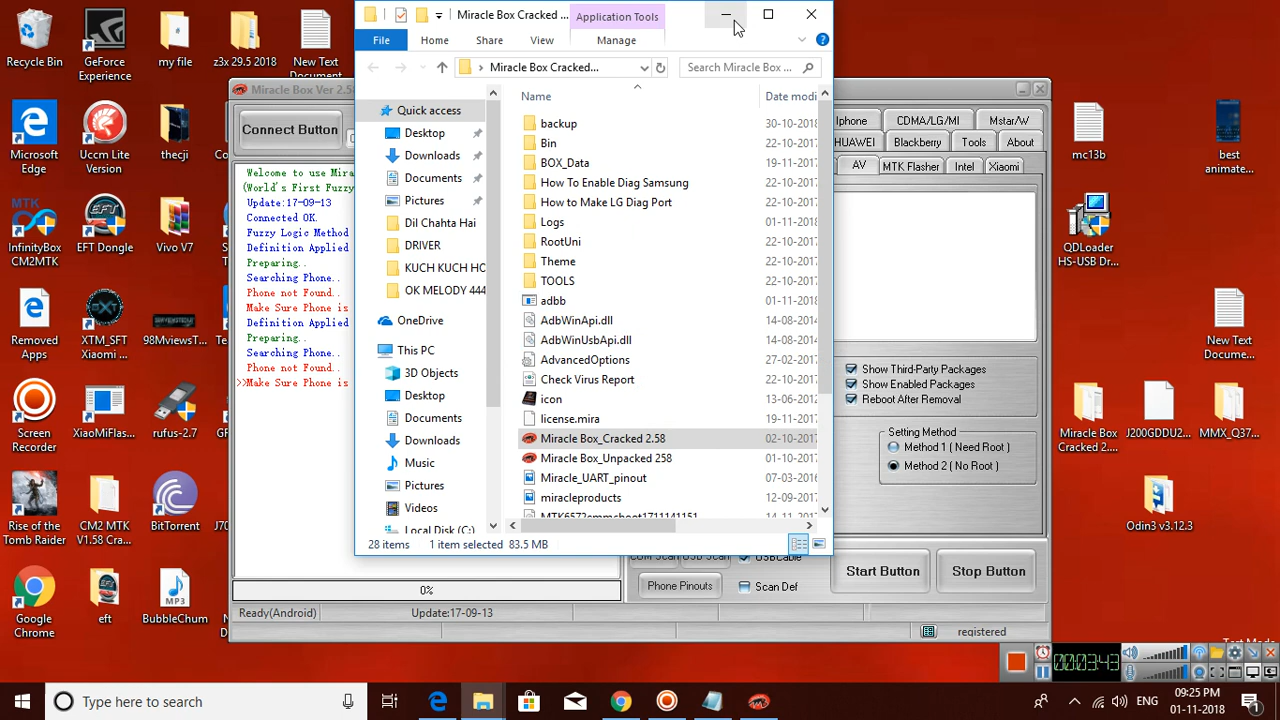 Recycle Bin
GeForce
Experience
my file
z3x 29.5 2018
New Text
Document...
Microsoft
Edge
Uccm Lite
Version
thecji
InfinityBox
CM2MTK
EFT Dongle
Vivo V7
Removed
Apps
XTM_SFT
Xiaomi
98MviewsT...
Screen
Recorder
XiaoMiFlas...
rufus-2.7
Rise of the
Tomb Raider
CM2 MTK
V1.58 Cra...
BitTorrent
Google
Chrome
eft
BubbleChum
Miracle Box Ver 2.58
Connect Button
Welcome to use Mira
(World's First Fuzzy
Update:17-09-13
Connected OK.
Fuzzy Logic Method
Definition Applied
Preparing..
Searching Phone..
Phone not Found..
Make Sure Phone is
Definition Applied
Preparing..
Searching Phone..
Phone not Found..
>>Make Sure Phone is
0%
Ready(Android)
Update:17-09-13
registered
Miracle Box Cracked ...
Application Tools
File
Home
Share
View
Manage
Miracle Box Cracked...
Search Miracle Box ...
Quick access
Desktop
Downloads
Documents
Pictures
Dil Chahta Hai
DRIVER
KUCH KUCH HO
OK MELODY 444
OneDrive
This PC
3D Objects
Desktop
Documents
Downloads
Music
Pictures
Videos
Local Disk (C:)
Name
Date modi
backup 30-10-2018
Bin 22-10-2017
BOX_Data 19-11-2017
How To Enable Diag Samsung 22-10-2017
How to Make LG Diag Port 22-10-2017
Logs 01-11-2018
RootUni 22-10-2017
Theme 22-10-2017
TOOLS 22-10-2017
adbb 01-11-2018
AdbWinApi.dll 14-08-2014
AdbWinUsbApi.dll 14-08-2014
AdvancedOptions 27-02-2017
Check Virus Report 22-10-2017
icon 13-06-2012
license.mira 19-11-2017
Miracle Box_Cracked 2.58 02-10-2017
Miracle Box_Unpacked 258 01-10-2017
Miracle_UART_pinout 07-03-2016
miracleproducts 12-09-2017
28 items
1 item selected 83.5 MB
Iphone
CDMA/LG/MI
Mstar/W
HUAWEI
Blackberry
Tools
About
AV
MTK Flasher
Intel
Xiaomi
Show Third-Party Packages
Show Enabled Packages
Reboot After Removal
Setting Method
Method 1 ( Need Root )
Method 2 ( No Root )
USBCable
Phone Pinouts
Scan Def
Start Button
Stop Button
mc13b
best
animate...
QDLoader
HS-USB Dr...
New Text
Docume...
Miracle Box
Cracked 2...
J200GDDU2...
MMX_Q37...
Odin3 v3.12.3
00:03:43
Type here to search
ENG
09:25 PM
01-11-2018
1